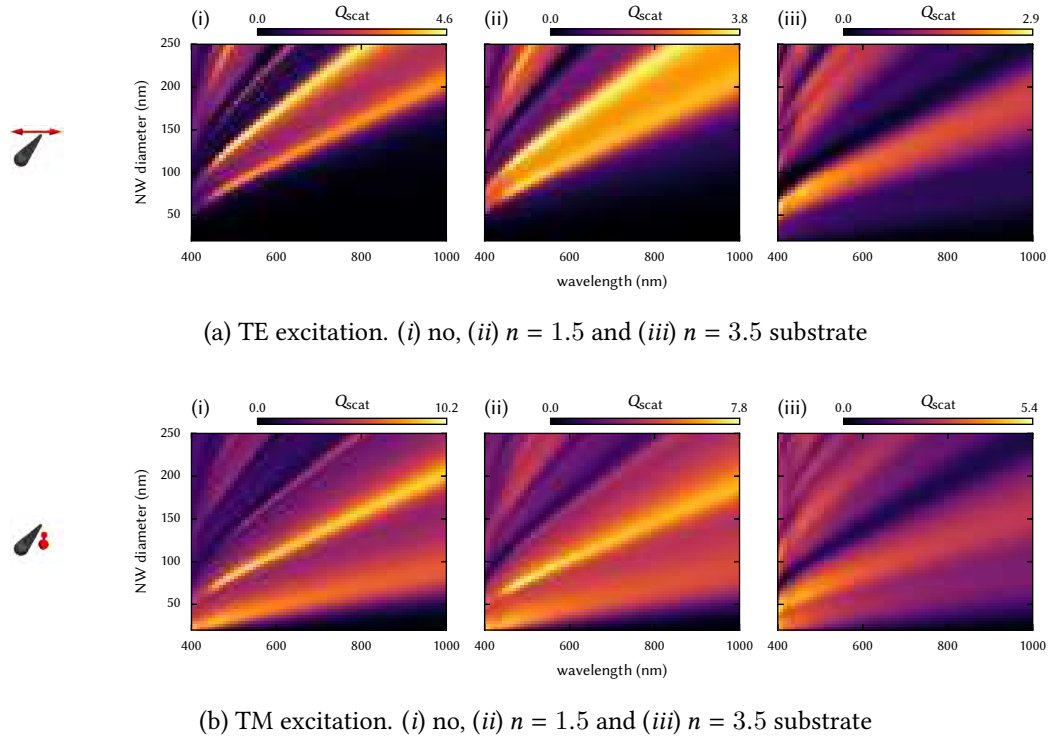 (i) 0.0 Qscat 4.6 (ii) 0.0 Qscat 3.8 (iii) 0.0 Qscat 2.9
250
200
150
100
50
NW diameter (nm)
400 600 800 1000 400 600 800 1000 400 600 800 1000
wavelength (nm)
(a) TE excitation. (i) no, (ii) n = 1.5 and (iii) n = 3.5 substrate
(i) 0.0 Qscat 10.2 (ii) 0.0 Qscat 7.8 (iii) 0.0 Qscat 5.4
250
200
150
100
50
NW diameter (nm)
400 600 800 1000 400 600 800 1000 400 600 800 1000
wavelength (nm)
(b) TM excitation. (i) no, (ii) n = 1.5 and (iii) n = 3.5 substrate